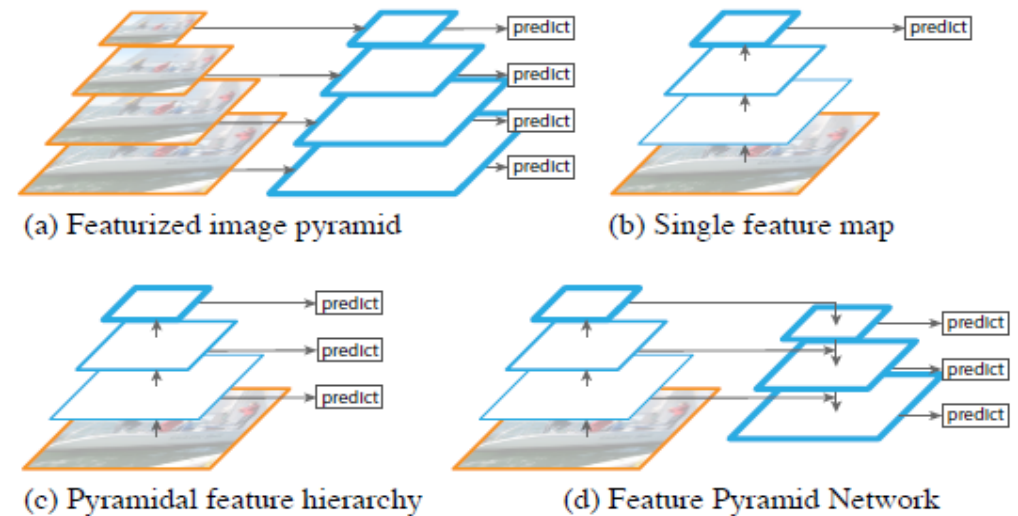 predict
predict
predict
predict
(a) Featurized image pyramid
predict
(b) Single feature map
predict
predict
predict
(c) Pyramidal feature hierarchy
predict
predict
predict
(d) Feature Pyramid Network